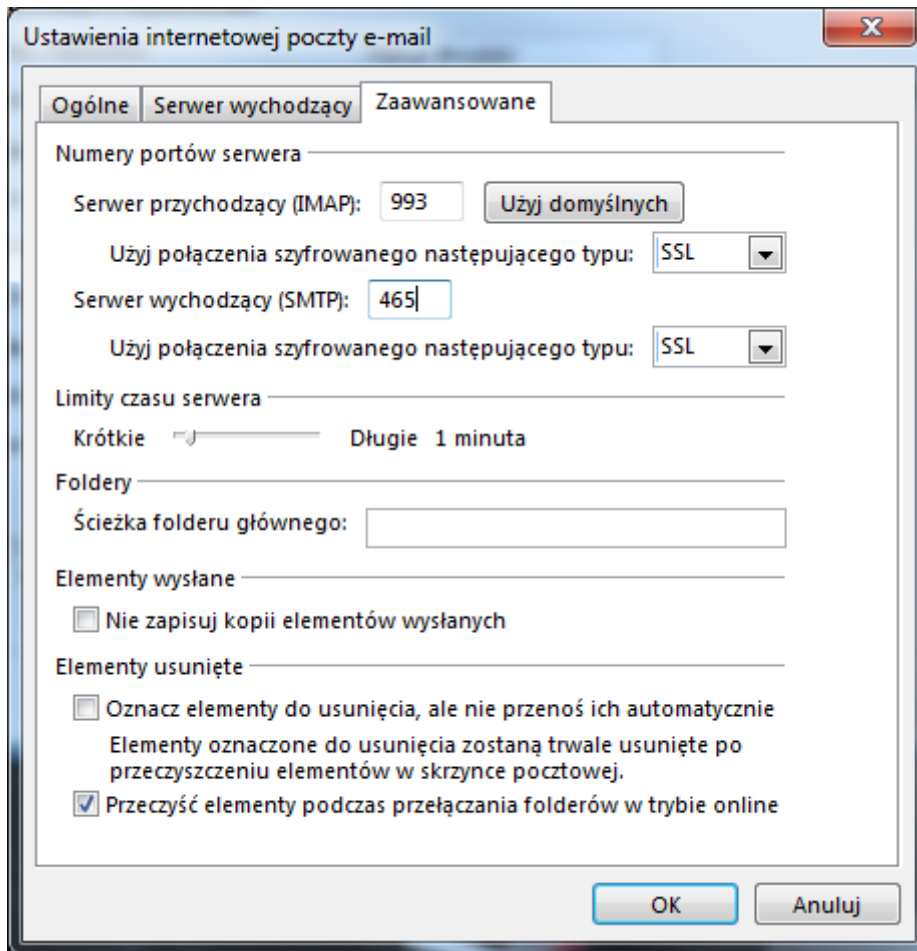 Ustawienia internetowej poczty e-mail
Ogólne Serwer wychodzący Zaawansowane
Numery portów serwera
Serwer przychodzący (IMAP): 993 Użyj domyślnych
Użyj połączenia szyfrowanego następującego typu: SSL
Serwer wychodzący (SMTP): 465
Użyj połączenia szyfrowanego następującego typu: SSL
Limity czasu serwera
Krótkie Długie 1 minuta
Foldery
Ścieżka folderu głównego:
Elementy wysłane
Nie zapisuj kopii elementów wysłanych
Elementy usunięte
Oznacz elementy do usunięcia, ale nie przenoś ich automatycznie
Elementy oznaczone do usunięcia zostaną trwale usunięte po
przeczyszczeniu elementów w skrzynce pocztowej.
Przeczyść elementy podczas przełączania folderów w trybie online
OK Anuluj